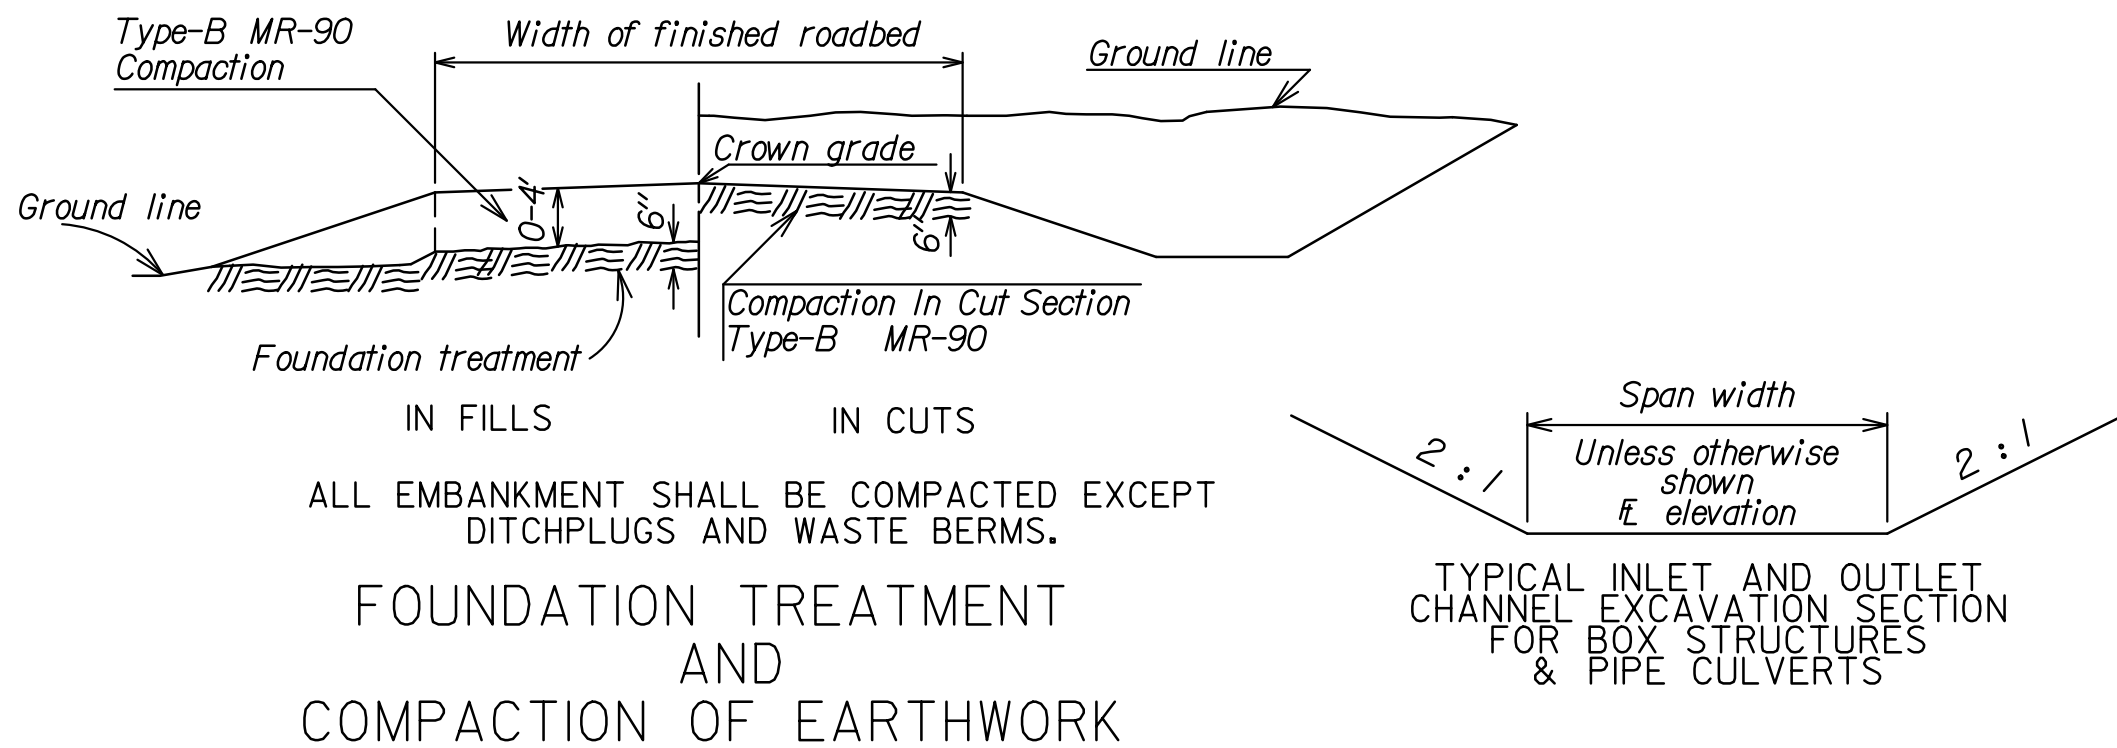 Type-B MR-90
Compaction
Width of finished roadbed
Ground line
Crown grade
Ground line
0-4'
6"
6"
Compaction In Cut Section
Type-B MR-90
Foundation treatment
IN FILLS
IN CUTS
ALL EMBANKMENT SHALL BE COMPACTED EXCEPT
DITCHPLUGS AND WASTE BERMS.
FOUNDATION TREATMENT
AND
COMPACTION OF EARTHWORK
Span width
2:1
Unless otherwise
shown
FL elevation
2:1
TYPICAL INLET AND OUTLET
CHANNEL EXCAVATION SECTION
FOR BOX STRUCTURES
& PIPE CULVERTS